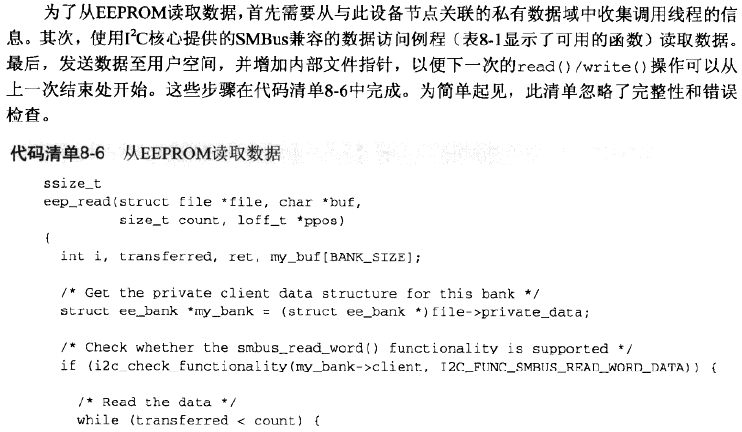 为了从EEPROM读取数据，首先需要从与此设备节点关联的私有数据域中收集调用线程的信
息。其次，使用I²C核心提供的SMBus兼容的数据访问例程（表8-1显示了可用的函数）读取数据。
最后，发送数据至用户空间，并增加内部文件指针，以便下一次的read()/write()操作可以从
上一次结束处开始。这些步骤在代码清单8-6中完成。为简单起见，此清单忽略了完整性和错误
检查。
代码清单8-6 从EEPROM读取数据
ssize_t
eep_read(struct file *file, char *buf,
size_t count, loff_t *ppos)
{
int i, transferred, ret, my_buf[BANK_SIZE];
/* Get the private client data structure for this bank */
struct ee_bank *my_bank = (struct ee_bank *)file->private_data;
/* Check whether the smbus_read_word() functionality is supported */
if (i2c_check_functionality(my_bank->client, I2C_FUNC_SMBUS_READ_WORD_DATA)) {
/* Read the data */
while (transferred < count) {